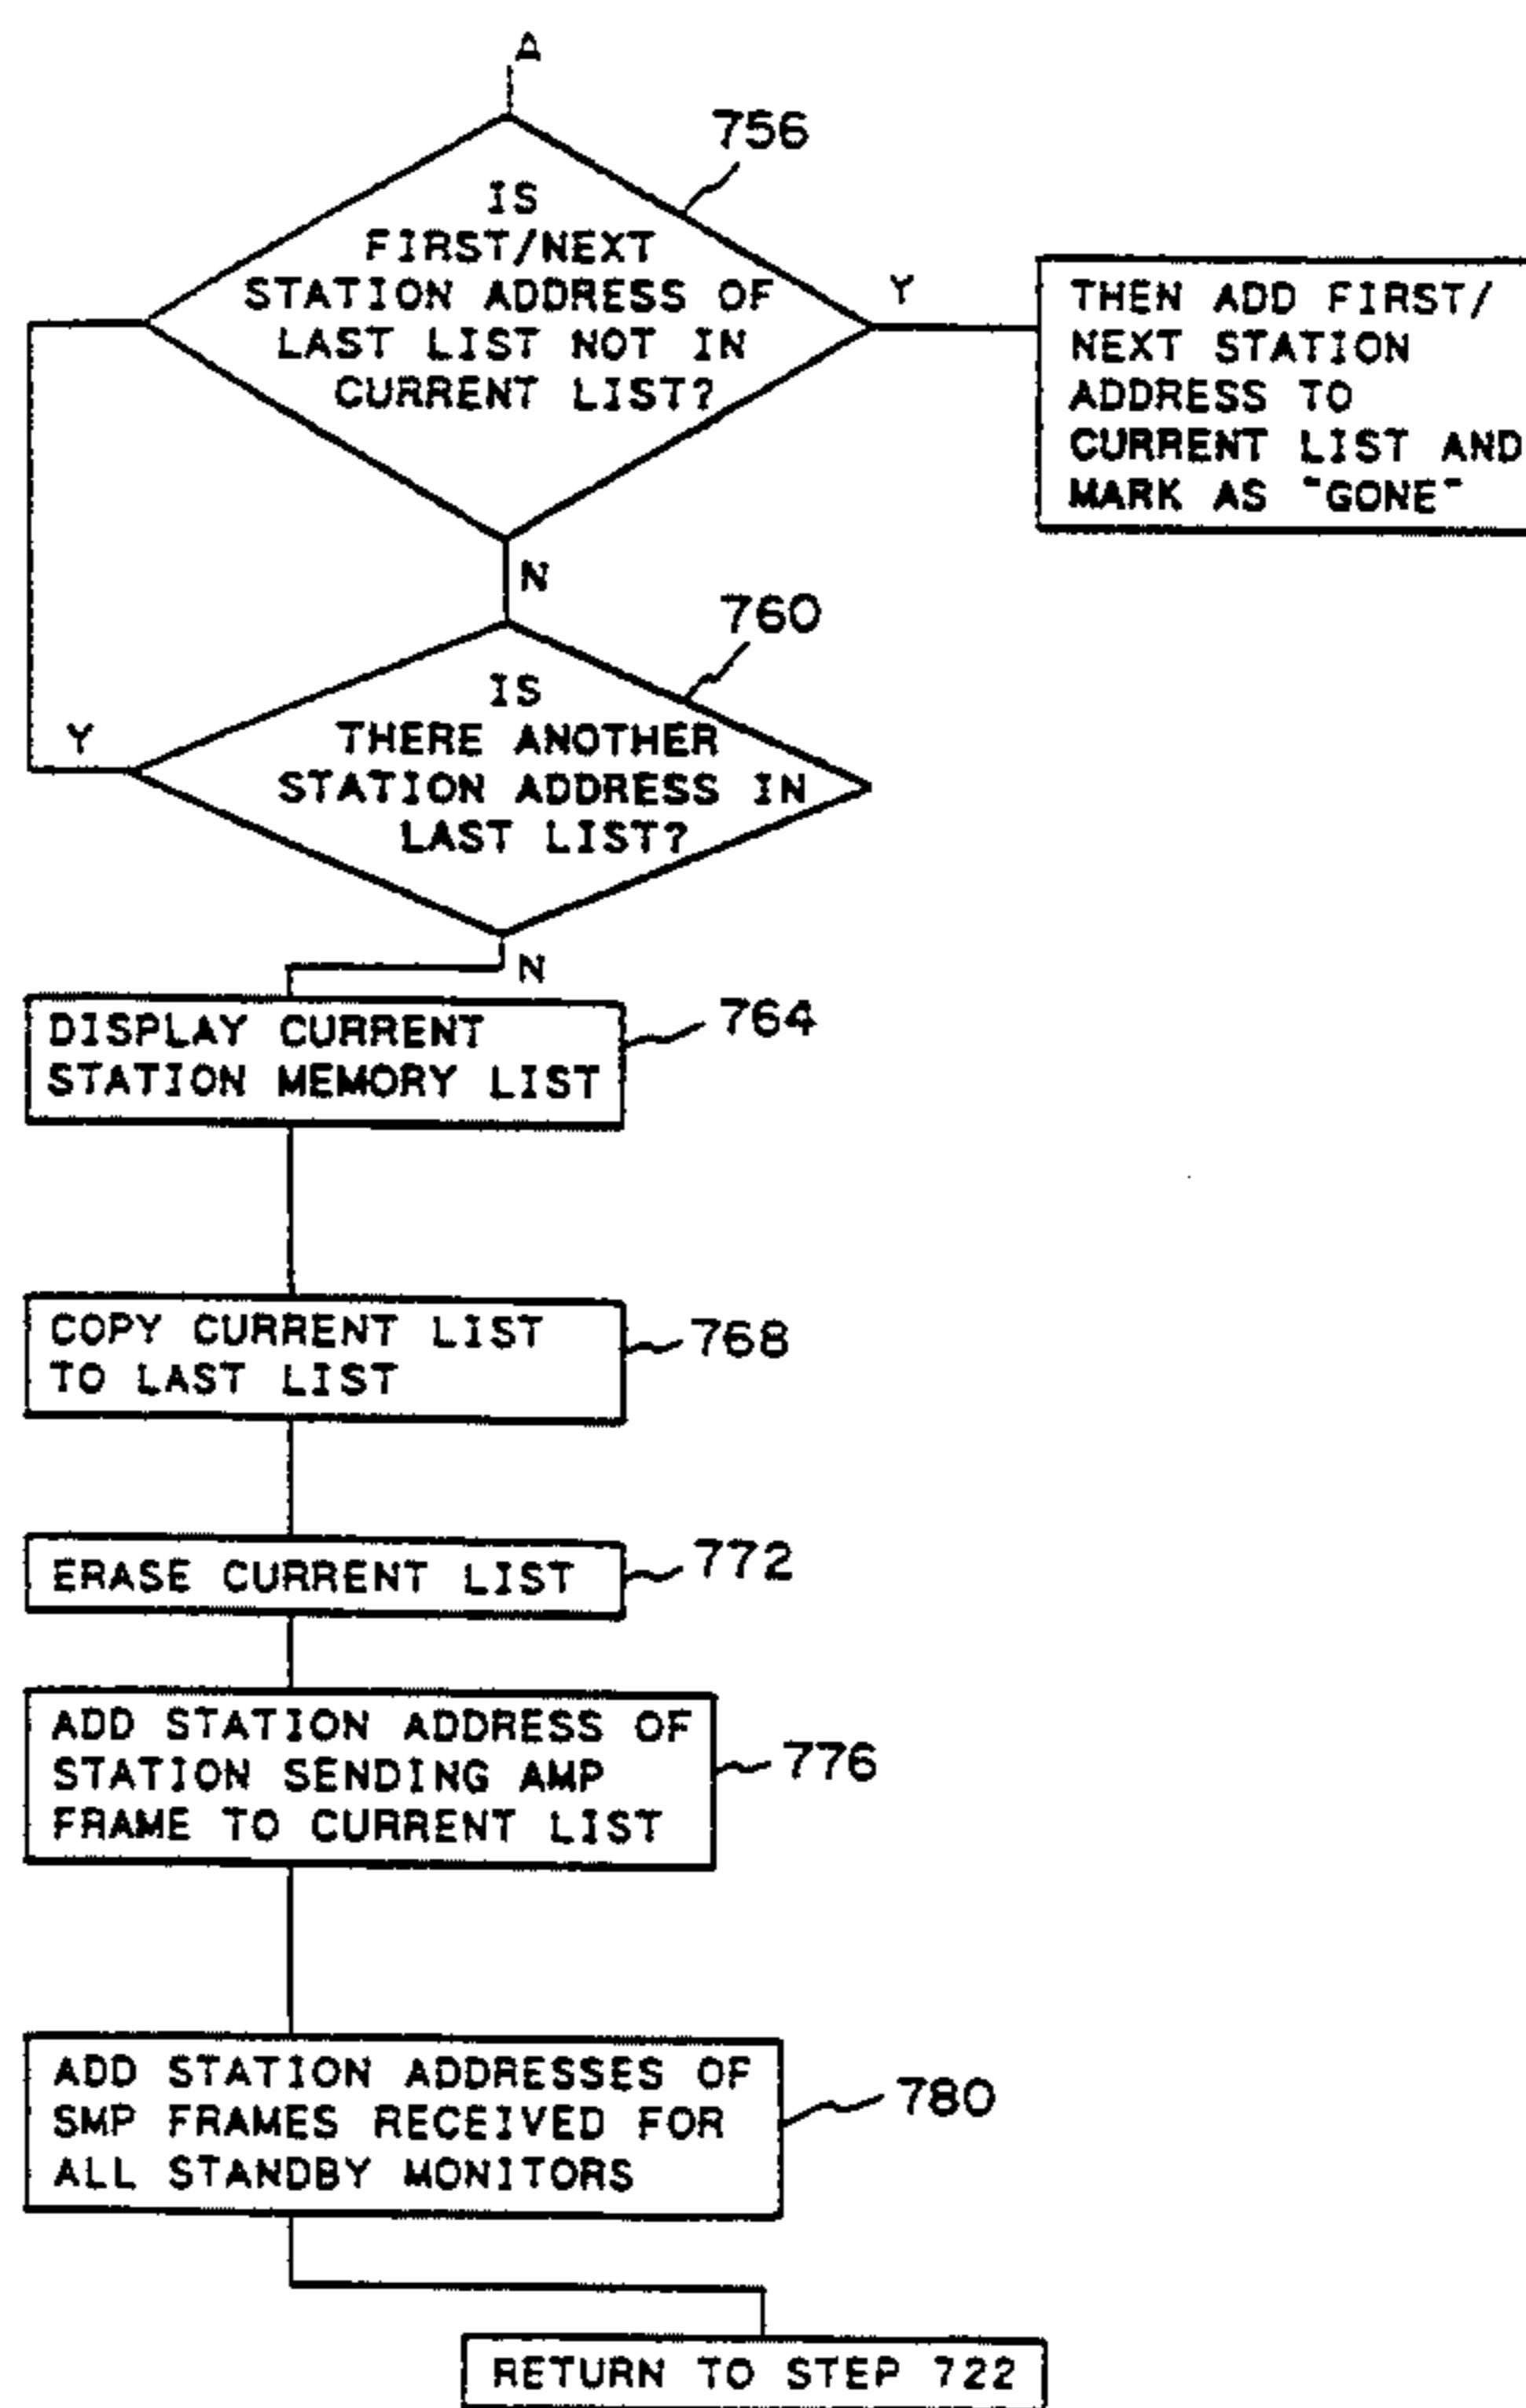 A
756
IS
FIRST/NEXT
STATION ADDRESS OF
LAST LIST NOT IN
CURRENT LIST?
Y
THEN ADD FIRST/
NEXT STATION
ADDRESS TO
CURRENT LIST AND
MARK AS "GONE"
N
760
IS
THERE ANOTHER
STATION ADDRESS IN
LAST LIST?
Y
N
DISPLAY CURRENT
STATION MEMORY LIST
764
COPY CURRENT LIST
TO LAST LIST
768
ERASE CURRENT LIST
772
ADD STATION ADDRESS OF
STATION SENDING AMP
FRAME TO CURRENT LIST
776
ADD STATION ADDRESSES OF
SMP FRAMES RECEIVED FOR
ALL STANDBY MONITORS
780
RETURN TO STEP 722